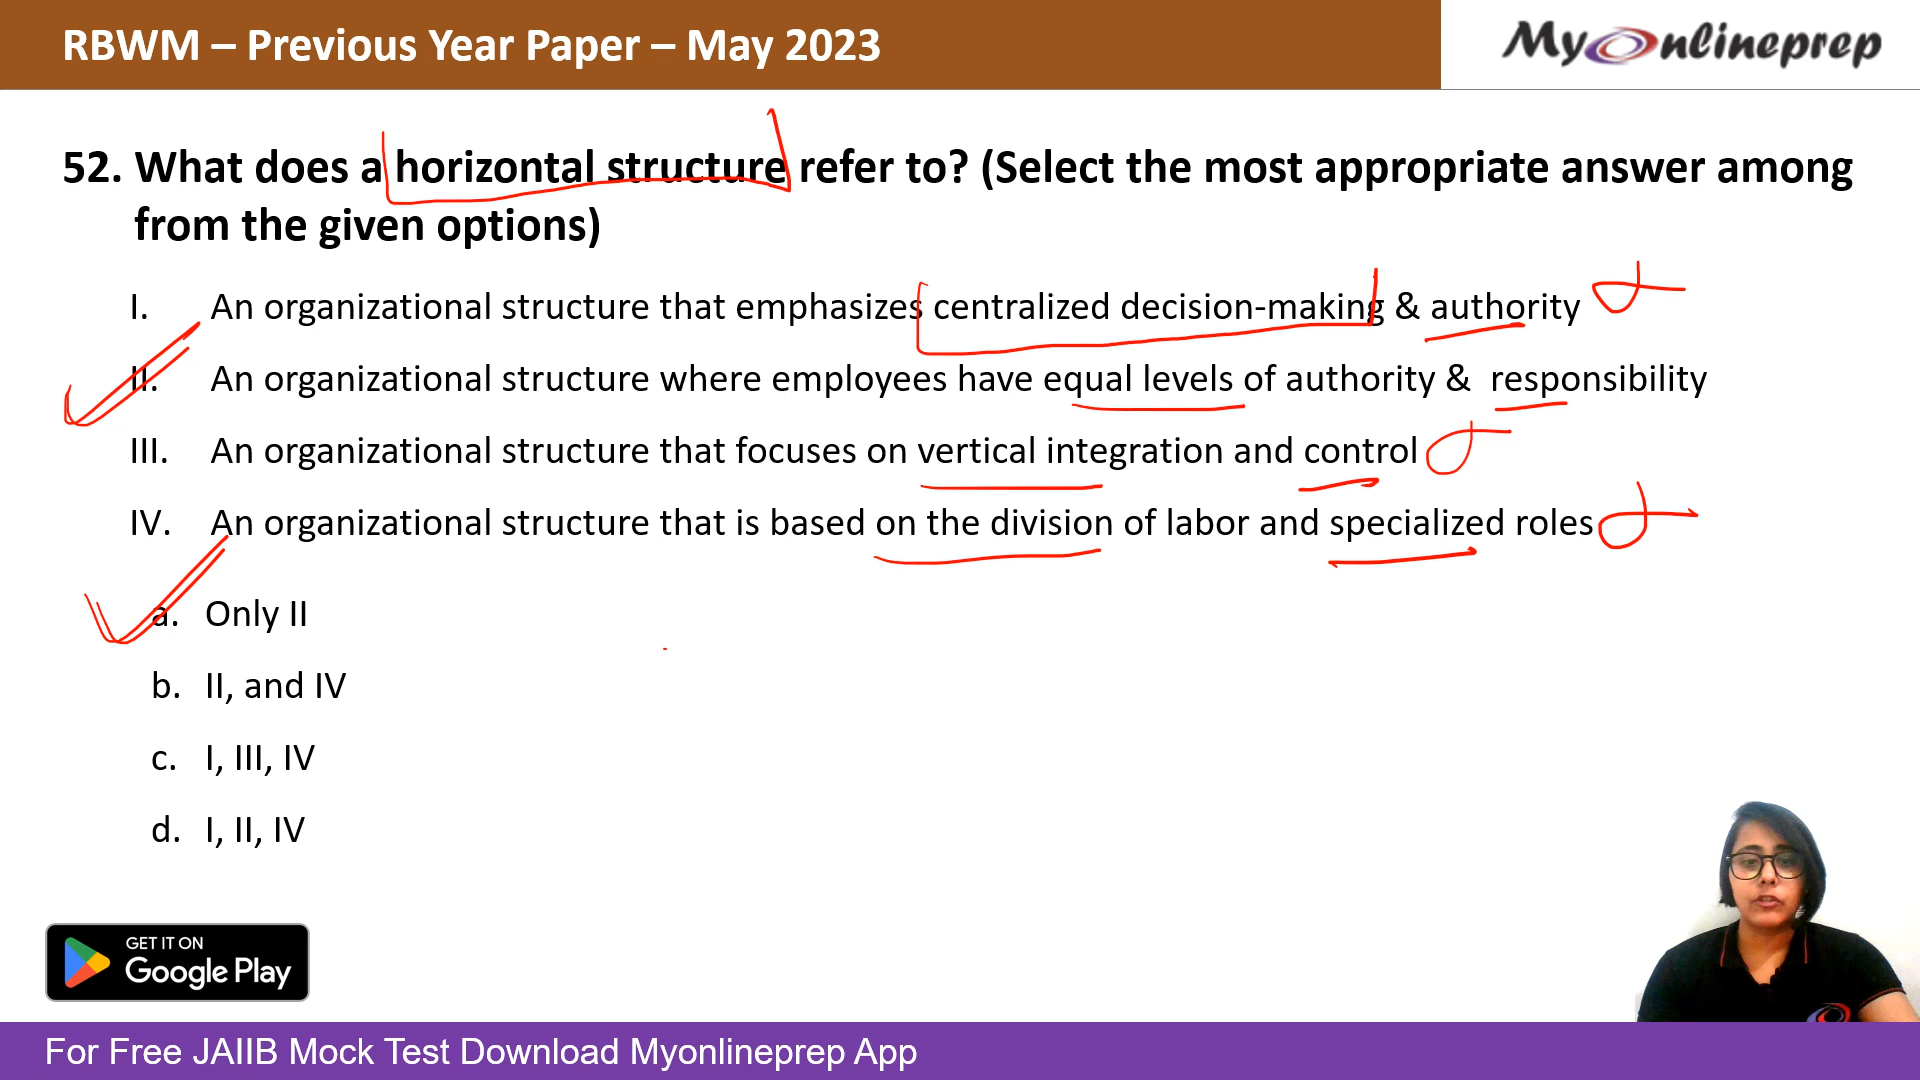 RBWM – Previous Year Paper – May 2023
MyOnlineprep
52. What does a horizontal structure refer to? (Select the most appropriate answer among
from the given options)
I. An organizational structure that emphasizes centralized decision-making & authority
II. An organizational structure where employees have equal levels of authority & responsibility
III. An organizational structure that focuses on vertical integration and control
IV. An organizational structure that is based on the division of labor and specialized roles
a. Only II
b. II, and IV
c. I, III, IV
d. I, II, IV
GET IT ON
Google Play
For Free JAIIB Mock Test Download Myonlineprep App